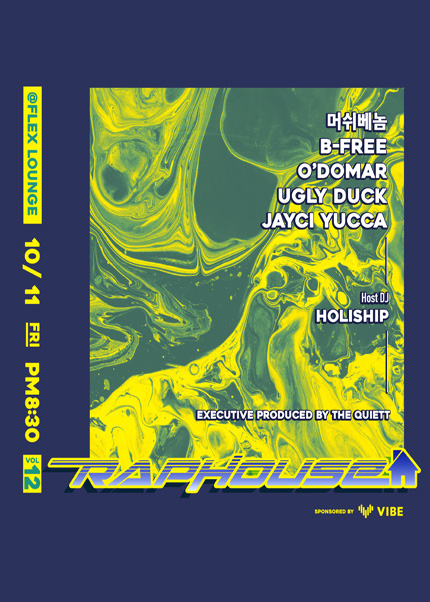 @FLEX LOUNGE
10/11 FRI PM8:30
VOL 12
머쉬베놈
B-FREE
O'DOMAR
UGLY DUCK
JAYCI YUCCA
Host DJ
HOLISHIP
EXECUTIVE PRODUCED BY THE QUIETT
RAPHOUSE
SPONSORED BY VIBE